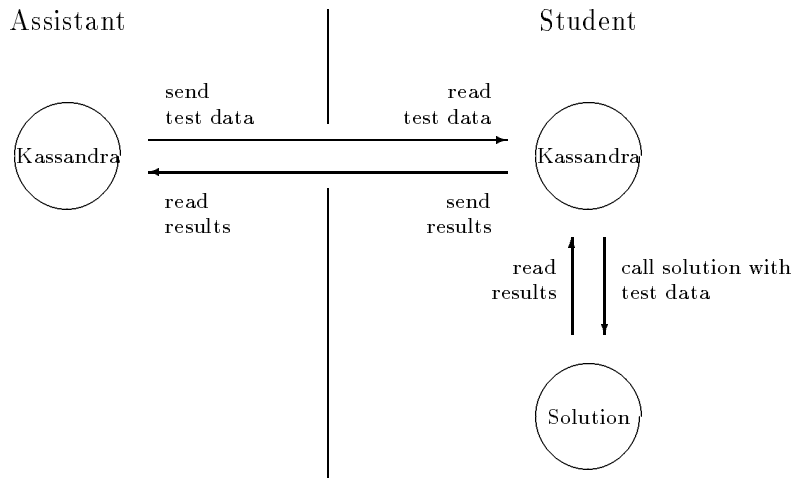 Assistant
Student
send
test data
read
test data
Kassandra
Kassandra
read
results
send
results
read
results
call solution with
test data
Solution